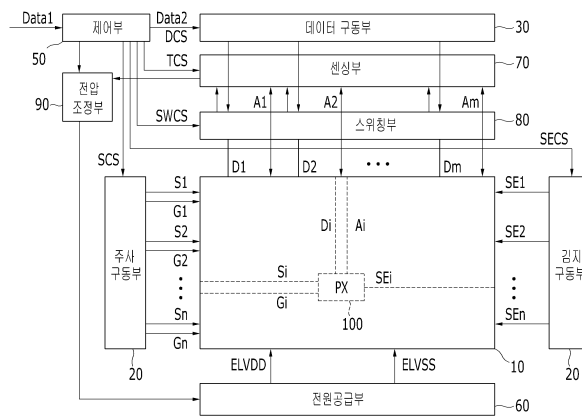 Data1
제어부
Data2
DCS
데이터 구동부
30
50
TCS
센싱부
70
90
전압
조정부
A1
A2
Am
SWCS
스위칭부
80
SECS
SCS
D1
D2
Dm
S1
G1
S2
G2
Sn
Gn
주사
구동부
20
Di
Ai
Si
Gi
PX
SEi
100
SE1
SE2
SEn
김지
구동부
20
10
ELVDD
ELVSS
전원공급부
60